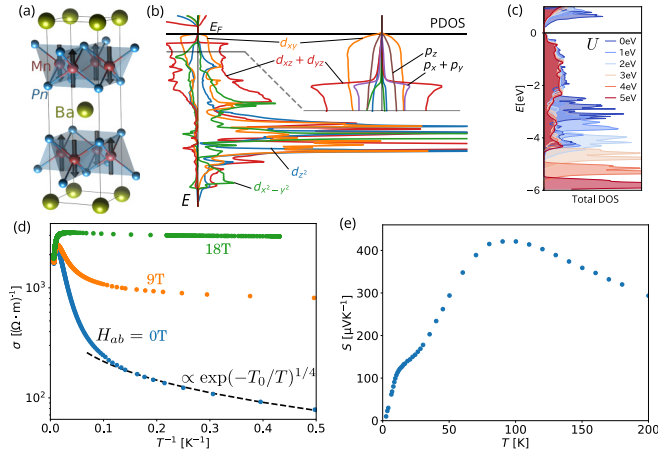 (a)
Mn
Pn
Ba
(b)
E_F
PDOS
d_xy
d_xz + d_yz
p_z
p_x + p_y
d_z²
d_x²−y²
E
(c)
U
0eV
1eV
2eV
3eV
4eV
5eV
0
−2
−4
−6
E[eV]
Total DOS
(d)
18T
9T
H_ab = 0T
∝ exp(−T₀/T)^1/4
10³
10²
σ [(Ω·m)⁻¹]
0.0 0.1 0.2 0.3 0.4 0.5
T⁻¹ [K⁻¹]
(e)
400
300
200
100
0
S [μVK⁻¹]
0 50 100 150 200
T [K]